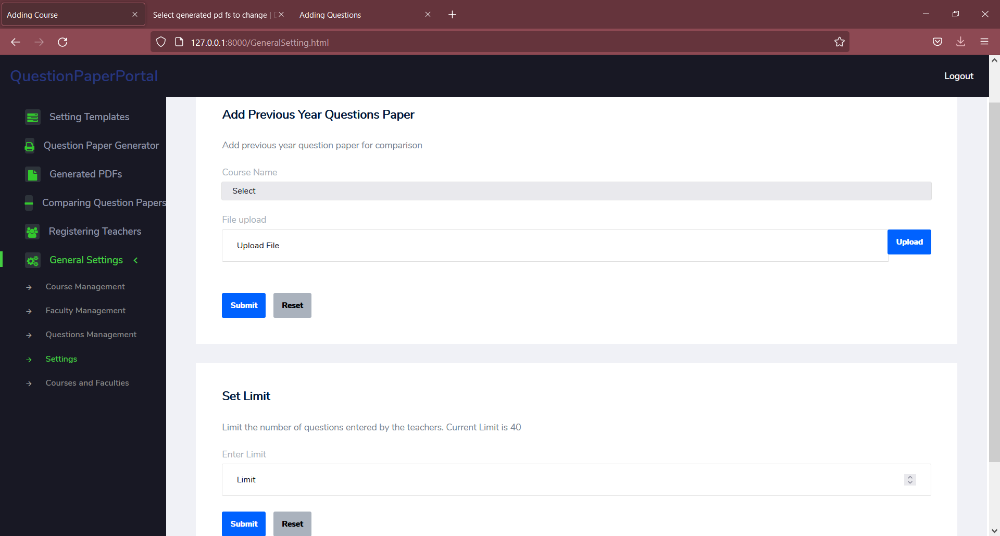 Adding Course
Select generated pd fs to change |
Adding Questions
127.0.0.1:8000/GeneralSetting.html
QuestionPaperPortal
Logout
Setting Templates
Question Paper Generator
Generated PDFs
Comparing Question Papers
Registering Teachers
General Settings
Course Management
Faculty Management
Questions Management
Settings
Courses and Faculties
Add Previous Year Questions Paper
Add previous year question paper for comparison
Course Name
Select
File upload
Upload File
Upload
Submit Reset
Set Limit
Limit the number of questions entered by the teachers. Current Limit is 40
Enter Limit
Limit
Submit Reset